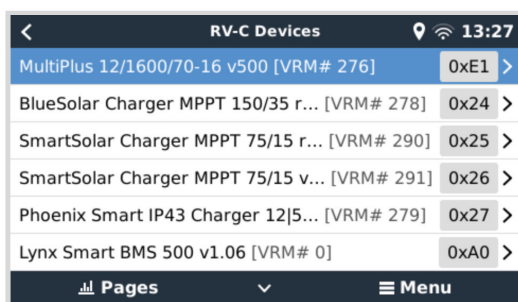 RV-C Devices 13:27
MultiPlus 12/1600/70-16 v500 [VRM# 276] 0xE1
BlueSolar Charger MPPT 150/35 r... [VRM# 278] 0x24
SmartSolar Charger MPPT 75/15 r... [VRM# 290] 0x25
SmartSolar Charger MPPT 75/15 v... [VRM# 291] 0x26
Phoenix Smart IP43 Charger 12|5... [VRM# 279] 0x27
Lynx Smart BMS 500 v1.06 [VRM# 0] 0xA0
Pages Menu